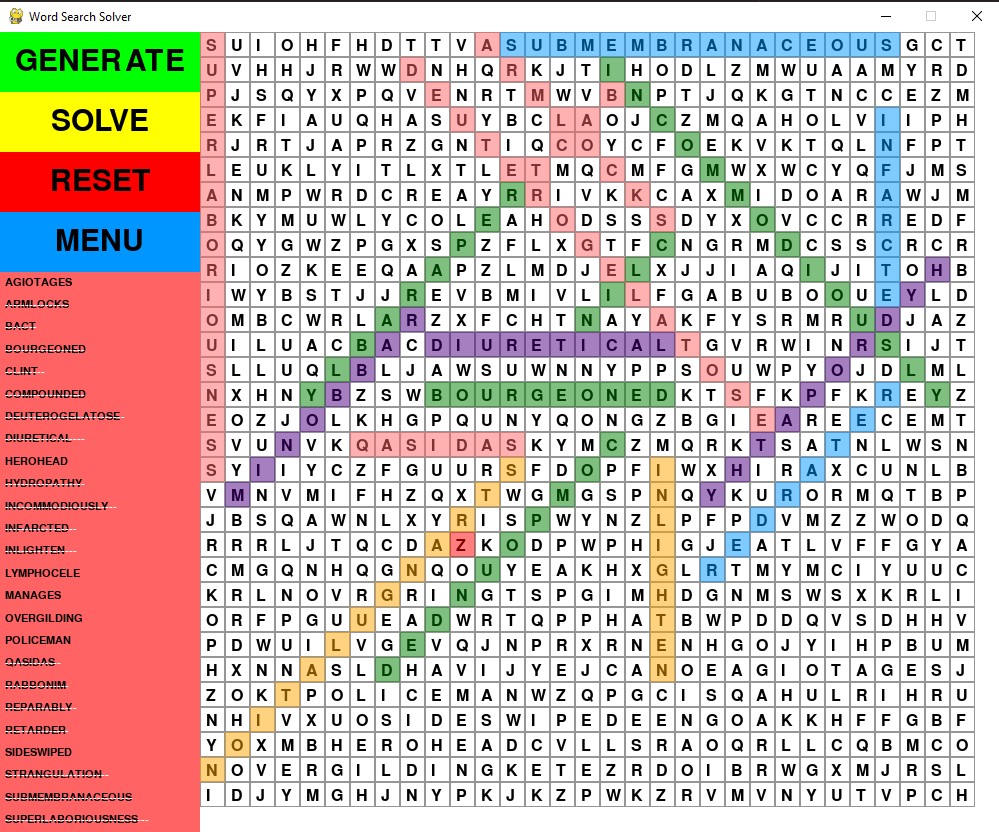 Word Search Solver
GENERATE
SOLVE
RESET
MENU
AGIOTAGES
ARMLOCKS
BACT
BOURGEONED
CLINT
COMPOUNDED
DEUTEROGELATOSE
DIURETICAL
HEROHEAD
HYDROPATHY
INCOMMODIOUSLY
INFARCTED
INLIGHTEN
LYMPHOCELE
MANAGES
OVERGILDING
POLICEMAN
QASIDAS
RABBONIM
REPARABLY
RETARDER
SIDESWIPED
STRANGULATION
SUBMEMBRANACEOUS
SUPERLABORIOUSNESS
S U I O H F H D T T V A S U B M E M B R A N A C E O U S G C T
U V H H J R W W D N H Q R K J T I H O D L Z M W U A A M Y R D
P J S Q Y X P Q V E N R T M W V B N P T J Q K G T N C C E Z M
E K F I A U Q H A S U Y B C L A O J C Z M Q A H O L V I I P H
R J R T J A P R Z G N T I Q C O Y C F O E K V K T Q L N F P T
L E U K L Y I T L X T L E T M Q C M F G M W X W C Y Q F J M S
A N M P W R D C R E A Y R R I V K K C A X M I D O A R A W J M
B K Y M U W L Y C O L E A H O D S S S D Y X O V C C R R E D F
O Q Y G W Z P G X S P Z F L X G T F C N G R M D C S S C R C R
R I O Z K E E Q A A P Z L M D J E L X J J I A Q I J I T O H B
I W Y B S T J J R E V B M I V L I L F G A B U B O O U E Y L D
O M B C W R L A R Z X F C H T N A Y A K F Y S R M R U D J A Z
U I L U A C B A C D I U R E T I C A L T G V R W I N R S I J T
S L L U Q L B L J A W S U W N N Y P P S O U W P Y O J D L M L
N X H N Y B Z S W B O U R G E O N E D K T S F K P F K R E Y Z
E O Z J O L K H G P Q U N Y Q O N G Z B G I E A R E E C E M T
S V U N V K Q A S I D A S K Y M C Z M Q R K T S A T N L W S N
S Y I I Y C Z F G U U R S F D O P F I W X H I R A X C U N L B
V M N V M I F H Z Q X T W G M G S P N Q Y K U R O R M Q T B P
J B S Q A W N L X Y R I S P W Y N Z L P F P D V M Z Z W O D Q
R R R L J T Q C D A Z K O D P W P H I G J E A T L V F F G Y A
C M G Q N H Q G N Q O U Y E A K H X G L R T M Y M C I Y U U C
K R L N O V R G R I N G T S P G I M H D G N M S W S X K R L I
O R F P G U U E A D W R T Q P P H A T B W P D D Q V S D H H V
P D W U I L V G E V Q J N P R X R N E N H G O J Y I H P B U M
H X N N A S L D H A V I J Y E J C A N O E A G I O T A G E S J
Z O K T P O L I C E M A N W Z Q P G C I S Q A H U L R I H R U
N H I V X U O S I D E S W I P E D E E N G O A K K H F F G B F
Y O X M B H E R O H E A D C V L L S R A O Q R L L C Q B M C O
N O V E R G I L D I N G K E T E Z R D O I B R W G X M J R S L
I D J Y M G H J N Y P K J K Z P W K Z R V M V N Y U T V P C H